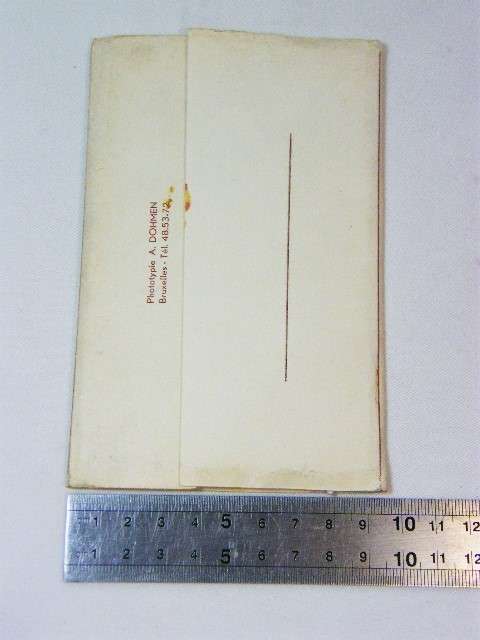 Phototypie A. DOHMEN
Bruxelles - Tél. 48.53.72
1 2 3 4 5 6 7 8 9 10 11 12
1 2 3 4 5 6 7 8 9 10 11 12